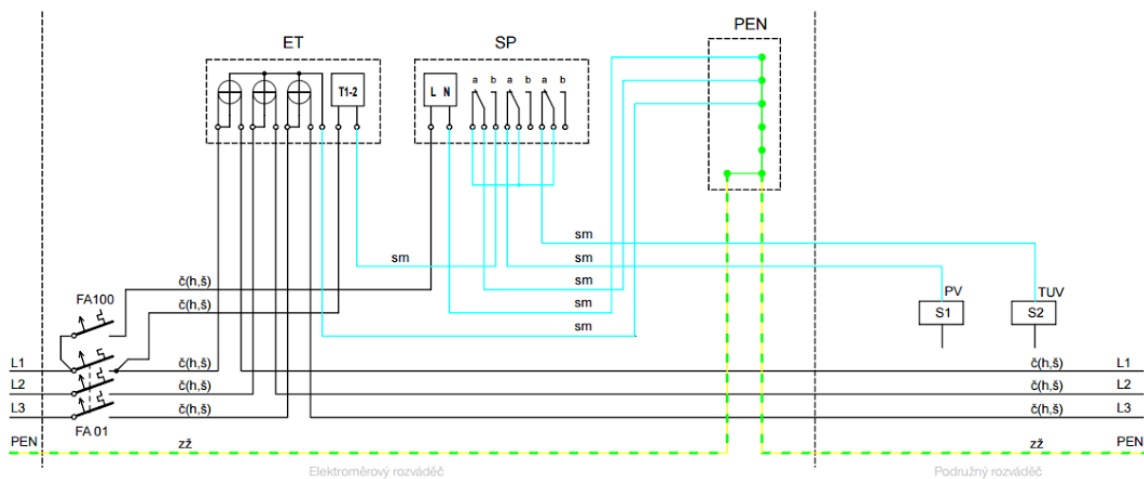 PEN
ET
SP
a b a b a b
T1-2
L N
sm
sm
sm
sm
sm
sm
č(h,š)
FA100
č(h,š)
PV
TUV
S1
S2
L1
č(h,š)
č(h,š)
L1
L2
č(h,š)
č(h,š)
L2
L3
č(h,š)
č(h,š)
L3
FA 01
PEN
zž
zž
PEN
Elektroměrový rozváděč
Podružný rozváděč